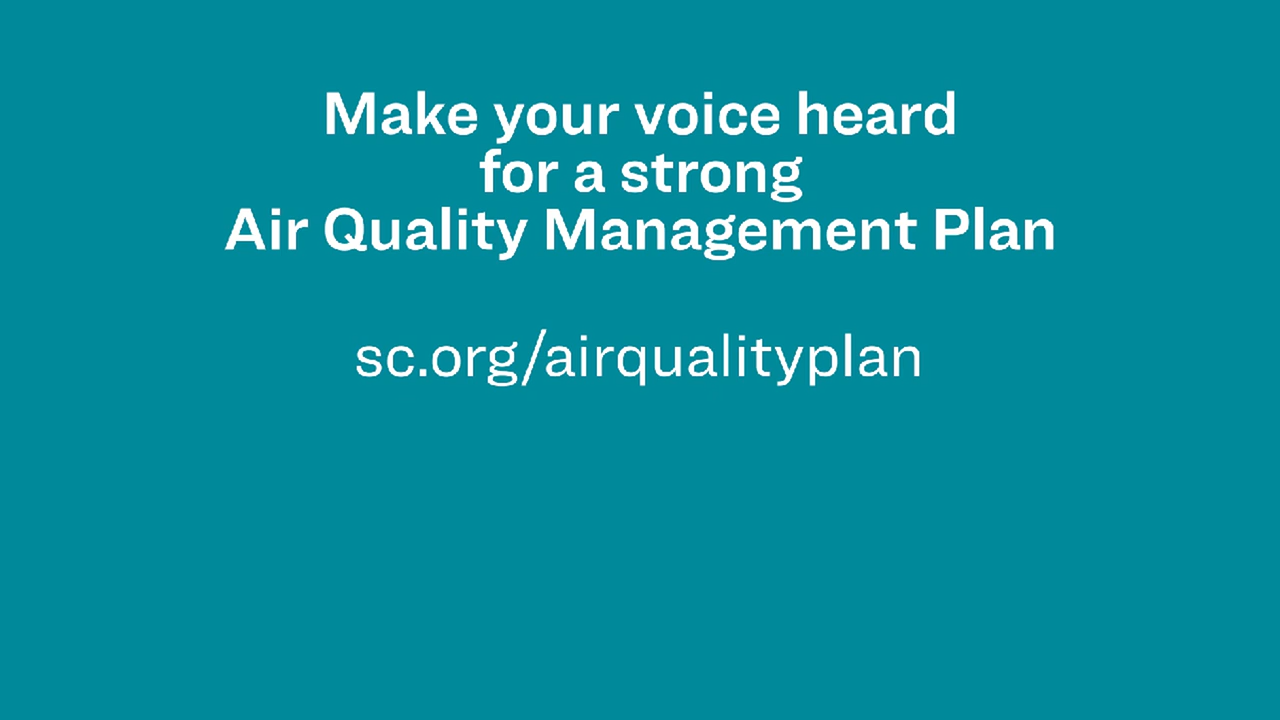 Make your voice heard
for a strong
Air Quality Management Plan
sc.org/airqualityplan